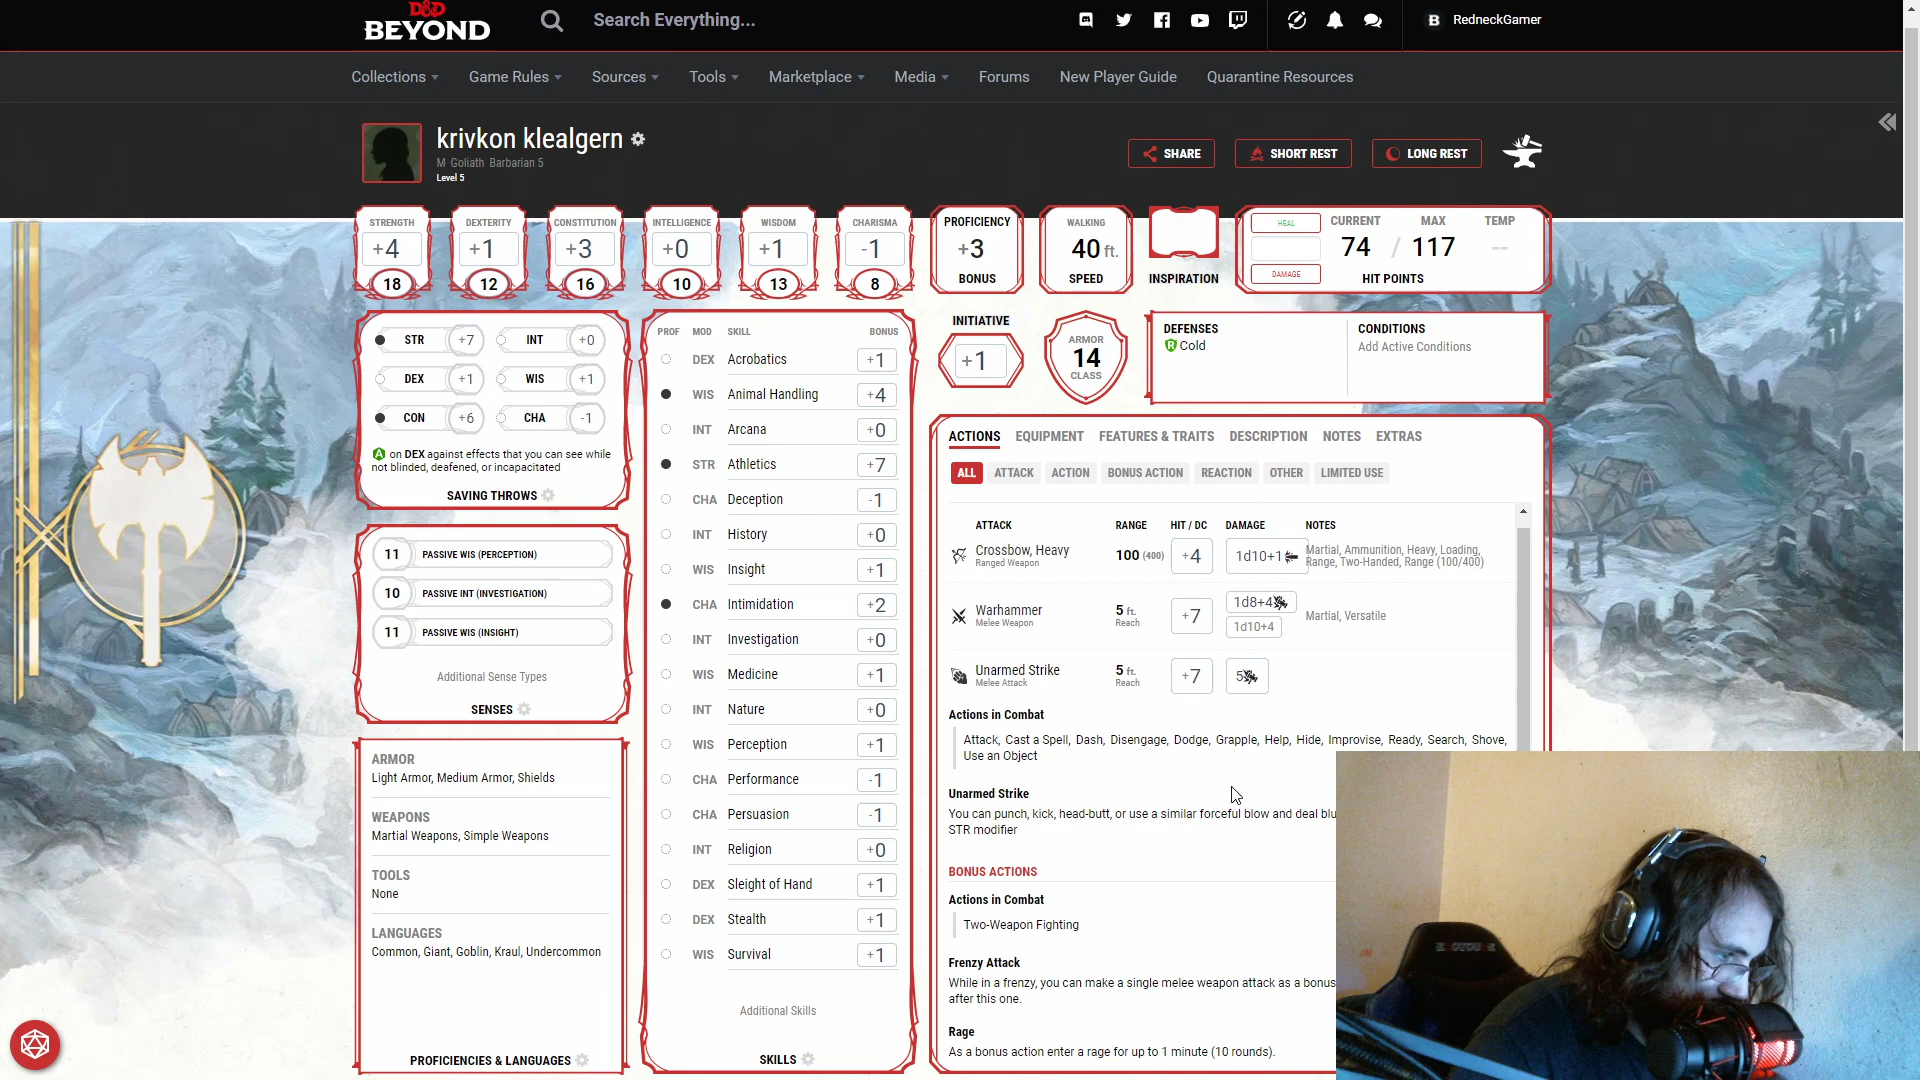 D&D
BEYOND
Search Everything...
B RedneckGamer
Collections
Game Rules
Sources
Tools
Marketplace
Media
Forums
New Player Guide
Quarantine Resources
krivkon klealgern
M Goliath Barbarian 5
Level 5
SHARE
SHORT REST
LONG REST
STRENGTH
+4
18
DEXTERITY
+1
12
CONSTITUTION
+3
16
INTELLIGENCE
+0
10
WISDOM
+1
13
CHARISMA
-1
8
PROFICIENCY
+3
BONUS
WALKING
40 ft.
SPEED
INSPIRATION
HEAL
DAMAGE
CURRENT MAX TEMP
74 / 117 --
HIT POINTS
STR +7 INT +0
DEX +1 WIS +1
CON +6 CHA -1
A on DEX against effects that you can see while
not blinded, deafened, or incapacitated
SAVING THROWS
11 PASSIVE WIS (PERCEPTION)
10 PASSIVE INT (INVESTIGATION)
11 PASSIVE WIS (INSIGHT)
Additional Sense Types
SENSES
ARMOR
Light Armor, Medium Armor, Shields
WEAPONS
Martial Weapons, Simple Weapons
TOOLS
None
LANGUAGES
Common, Giant, Goblin, Kraul, Undercommon
PROFICIENCIES & LANGUAGES
PROF MOD SKILL BONUS
DEX Acrobatics +1
WIS Animal Handling +4
INT Arcana +0
STR Athletics +7
CHA Deception -1
INT History +0
WIS Insight +1
CHA Intimidation +2
INT Investigation +0
WIS Medicine +1
INT Nature +0
WIS Perception +1
CHA Performance -1
CHA Persuasion -1
INT Religion +0
DEX Sleight of Hand +1
DEX Stealth +1
WIS Survival +1
Additional Skills
SKILLS
INITIATIVE
+1
ARMOR
14
CLASS
DEFENSES
R Cold
CONDITIONS
Add Active Conditions
ACTIONS EQUIPMENT FEATURES & TRAITS DESCRIPTION NOTES EXTRAS
ALL ATTACK ACTION BONUS ACTION REACTION OTHER LIMITED USE
ATTACK RANGE HIT / DC DAMAGE NOTES
Crossbow, Heavy
Ranged Weapon
100 (400)
+4
1d10+1
Martial, Ammunition, Heavy, Loading,
Range, Two-Handed, Range (100/400)
Warhammer
Melee Weapon
5 ft.
Reach
+7
1d8+4
1d10+4
Martial, Versatile
Unarmed Strike
Melee Attack
5 ft.
Reach
+7
5
Actions in Combat
Attack, Cast a Spell, Dash, Disengage, Dodge, Grapple, Help, Hide, Improvise, Ready, Search, Shove,
Use an Object
Unarmed Strike
You can punch, kick, head-butt, or use a similar forceful blow and deal blu
STR modifier
BONUS ACTIONS
Actions in Combat
Two-Weapon Fighting
Frenzy Attack
While in a frenzy, you can make a single melee weapon attack as a bonus
after this one.
Rage
As a bonus action enter a rage for up to 1 minute (10 rounds).